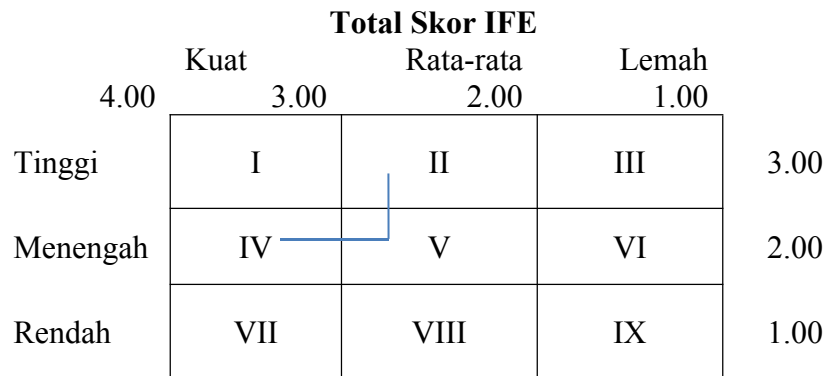 Total Skor IFE
Kuat Rata-rata Lemah
4.00 3.00 2.00 1.00
Tinggi I II III 3.00
Menengah IV V VI 2.00
Rendah VII VIII IX 1.00